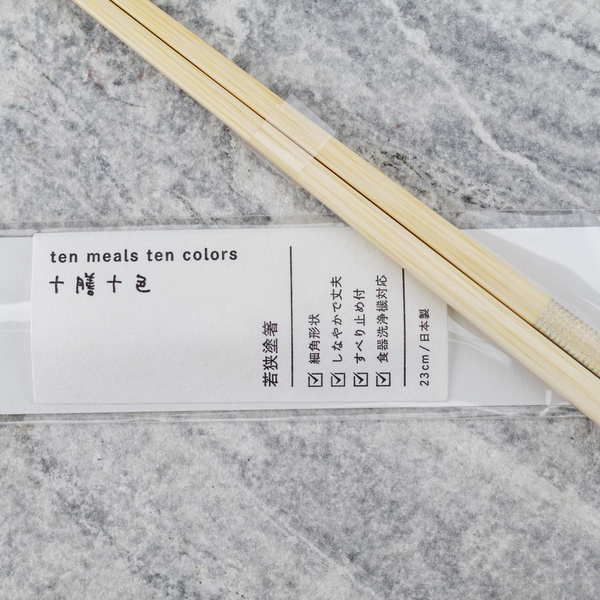 ten meals ten colors
十膳十色
若狭塗箸
細角形状
しなやかで丈夫
すべり止め付
食器洗浄機対応
23cm / 日本製